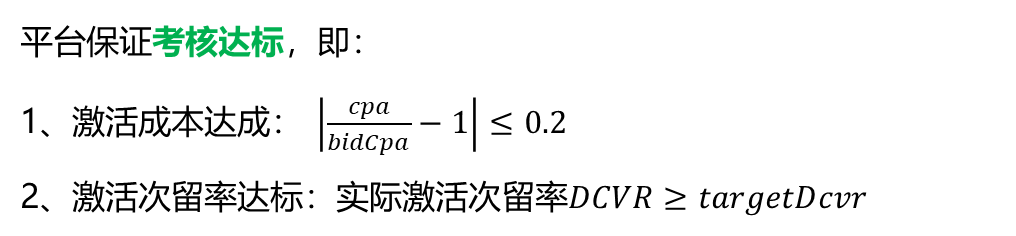 平台保证考核达标，即：
1、激活成本达成： |cpa/bidCpa − 1| ≤ 0.2
2、激活次留率达标：实际激活次留率DCVR ≥ targetDcvr